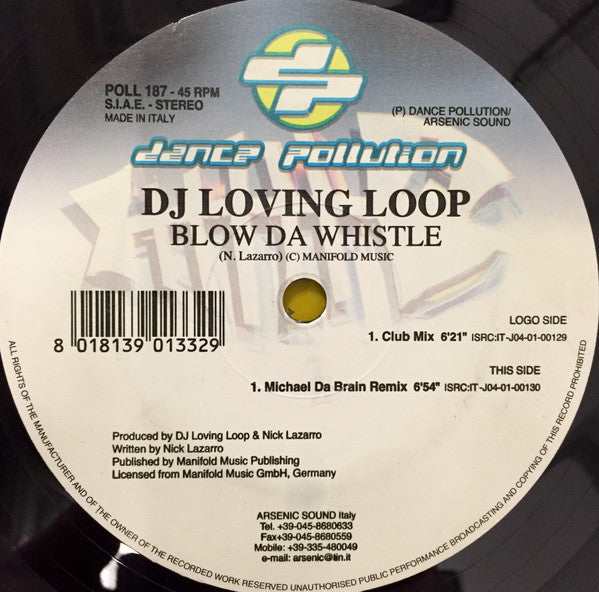 POLL 187 - 45 RPM
S.I.A.E. - STEREO
MADE IN ITALY
(P) DANCE POLLUTION/
ARSENIC SOUND
dance pollution
DJ LOVING LOOP
BLOW DA WHISTLE
(N. Lazarro) (C) MANIFOLD MUSIC
8 018139 013329
LOGO SIDE
1. Club Mix 6'21" ISRC:IT-J04-01-00129
THIS SIDE
1. Michael Da Brain Remix 6'54" ISRC:IT-J04-01-00130
Produced by DJ Loving Loop & Nick Lazarro
Written by Nick Lazarro
Published by Manifold Music Publishing
Licensed from Manifold Music GmbH, Germany
ARSENIC SOUND Italy
Tel. +39-045-8680633
Fax+39-045-8680559
Mobile: +39-335-480049
e-mail: arsenic@tin.it
ALL RIGHTS OF THE MANUFACTURER AND OF THE OWNER OF THE RECORDED WORK RESERVED UNAUTHORISED PUBLIC PERFORMANCE BROADCASTING AND COPYING OF THIS RECORD PROHIBITED